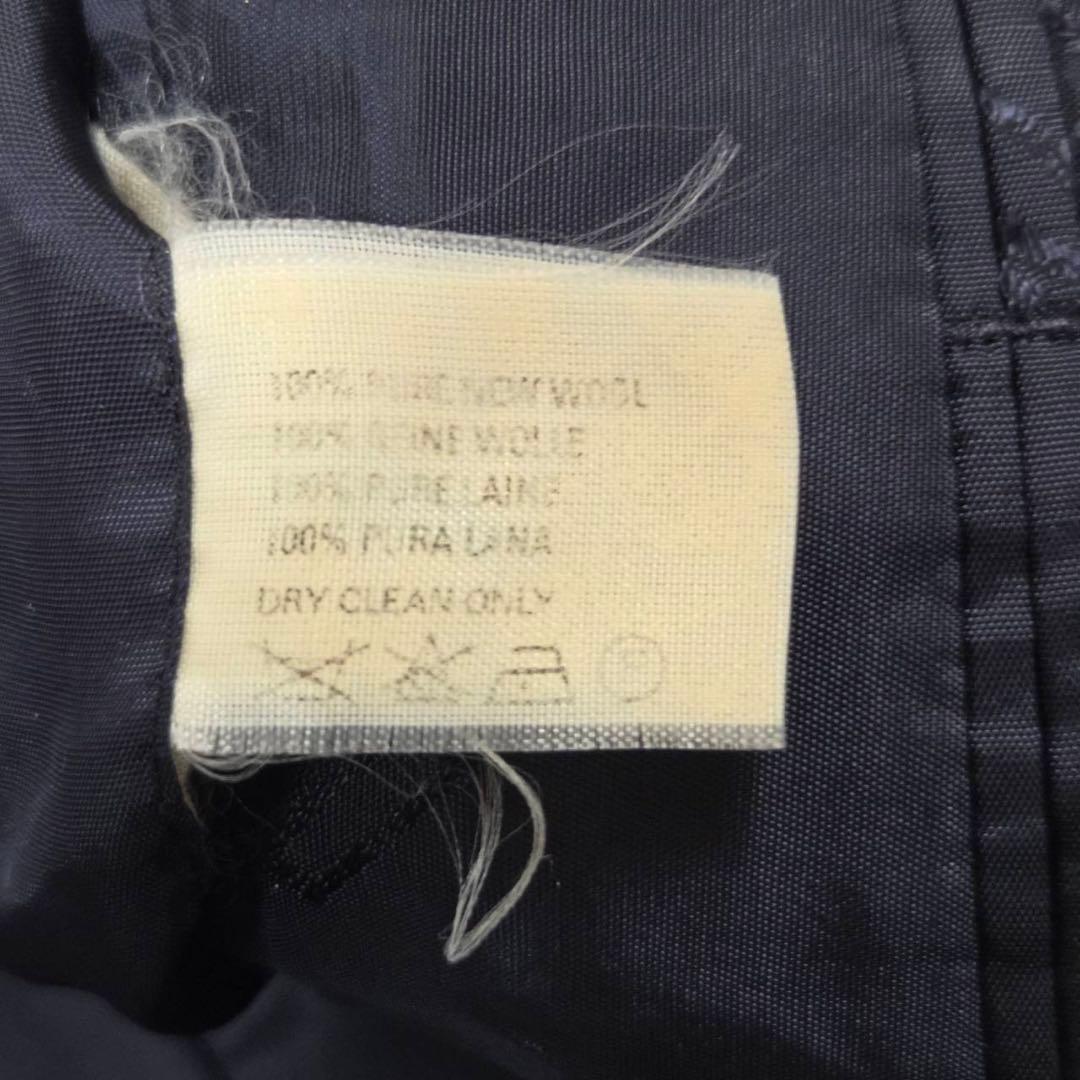 100% PURE NEW WOOL
100% REINE WOLLE
100% PURE LAINE
100% PURA LANA
DRY CLEAN ONLY